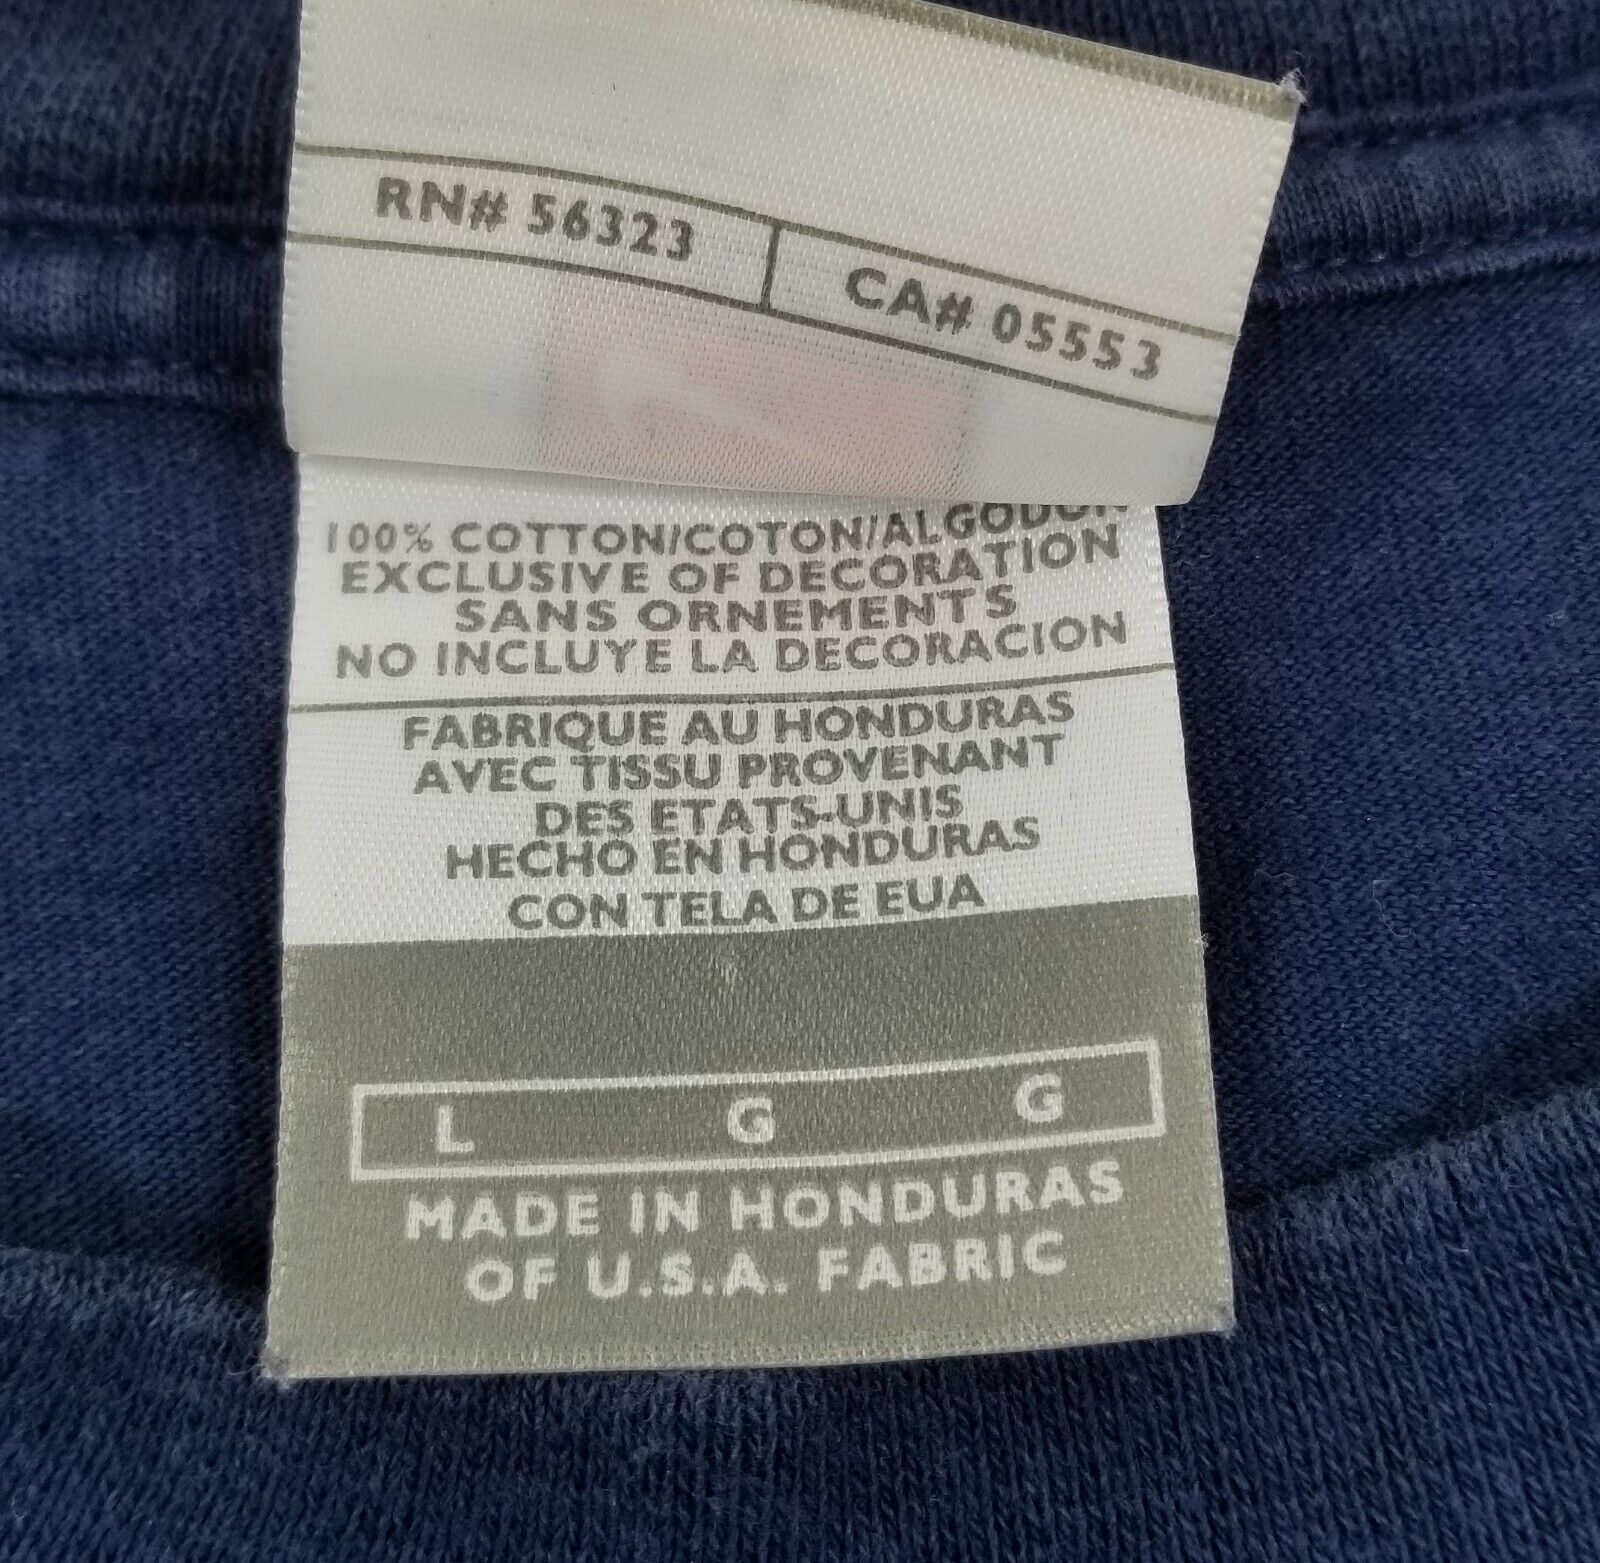 RN# 56323 CA# 05553
100% COTTON/COTON/ALGODON
EXCLUSIVE OF DECORATION
SANS ORNEMENTS
NO INCLUYE LA DECORACION
FABRIQUE AU HONDURAS
AVEC TISSU PROVENANT
DES ETATS-UNIS
HECHO EN HONDURAS
CON TELA DE EUA
L G G
MADE IN HONDURAS
OF U.S.A. FABRIC